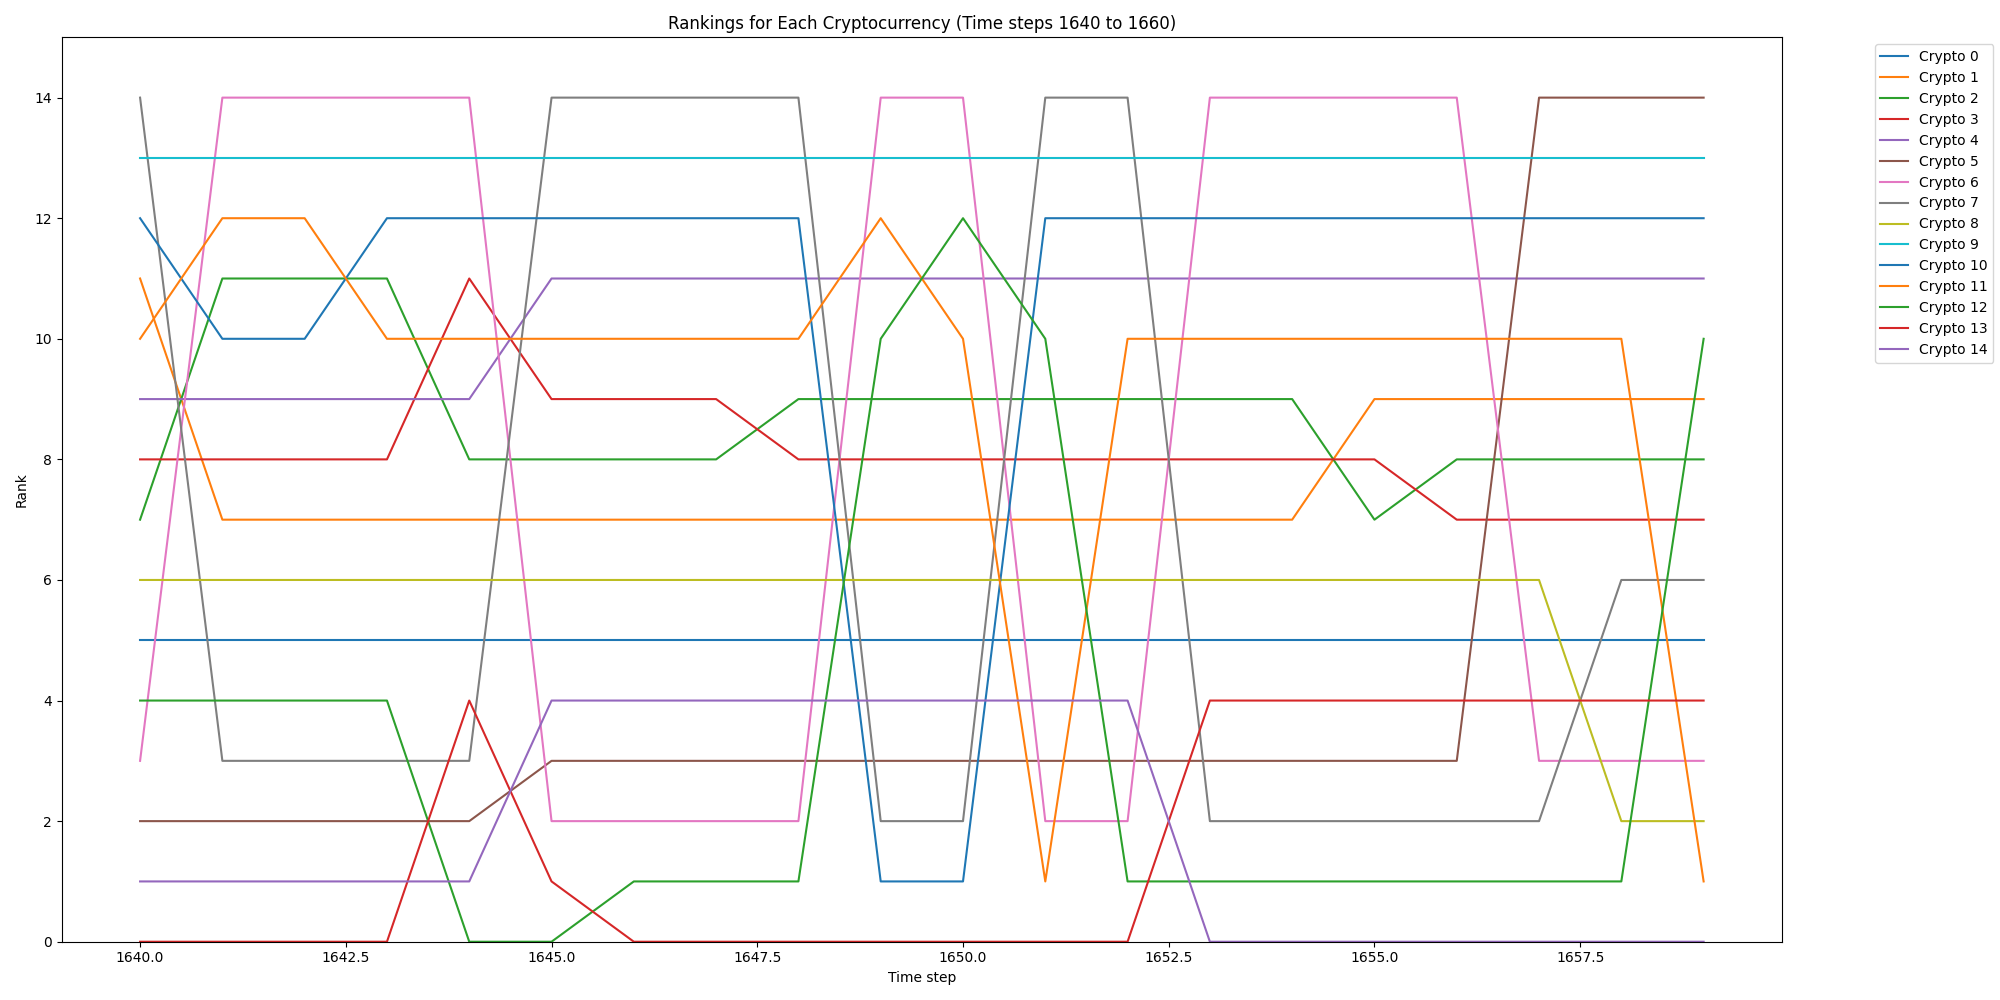 Rankings for Each Cryptocurrency (Time steps 1640 to 1660)
14
12
10
8
6
4
2
0
Rank
1640.0
1642.5
1645.0
1647.5
1650.0
1652.5
1655.0
1657.5
Time step
Crypto 0
Crypto 1
Crypto 2
Crypto 3
Crypto 4
Crypto 5
Crypto 6
Crypto 7
Crypto 8
Crypto 9
Crypto 10
Crypto 11
Crypto 12
Crypto 13
Crypto 14